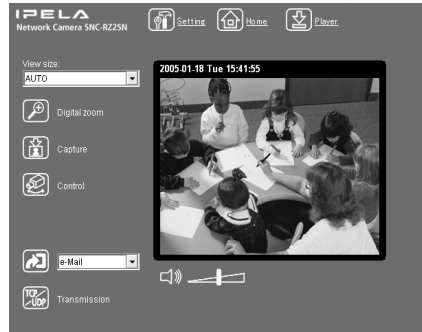 IPELA
Network Camera SNC-RZ25N
Setting
Home
Player
View size:
AUTO
2005-01-18 Tue 15:41:55
Digital zoom
Capture
Control
e-Mail
TCP/UDP
Transmission